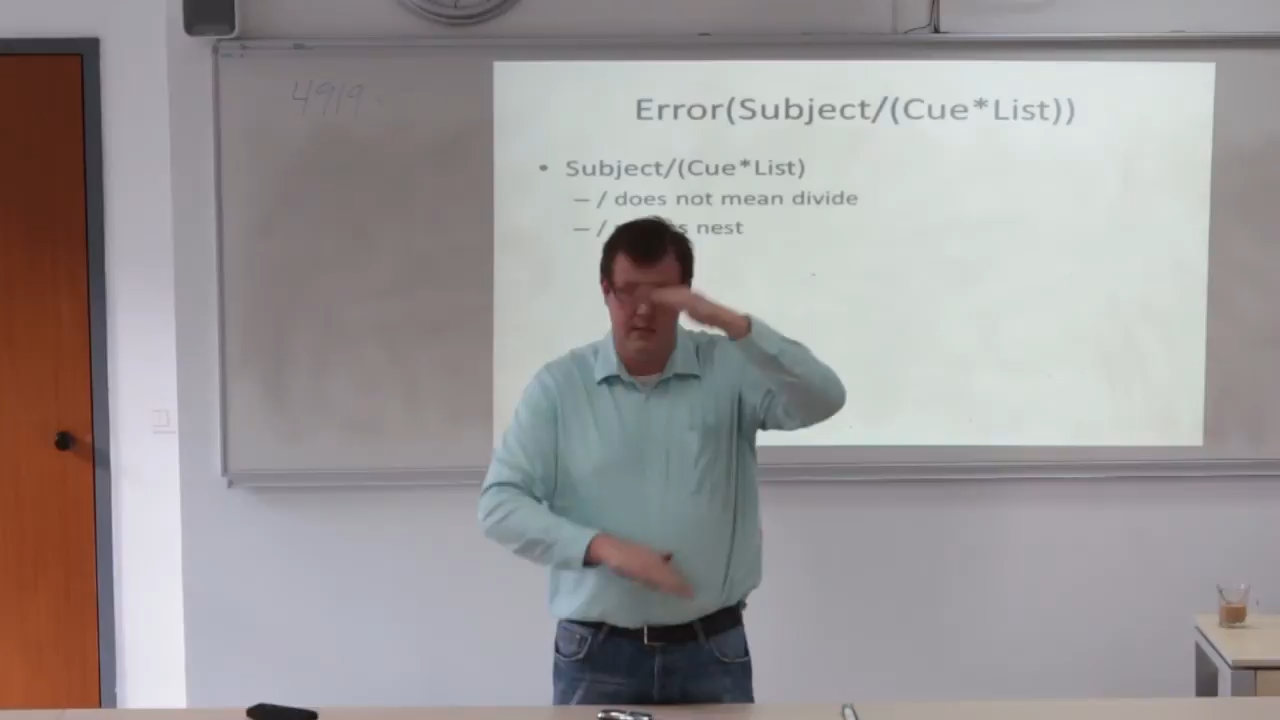 4919
Error(Subject/(Cue*List))
• Subject/(Cue*List)
– / does not mean divide
– / nest